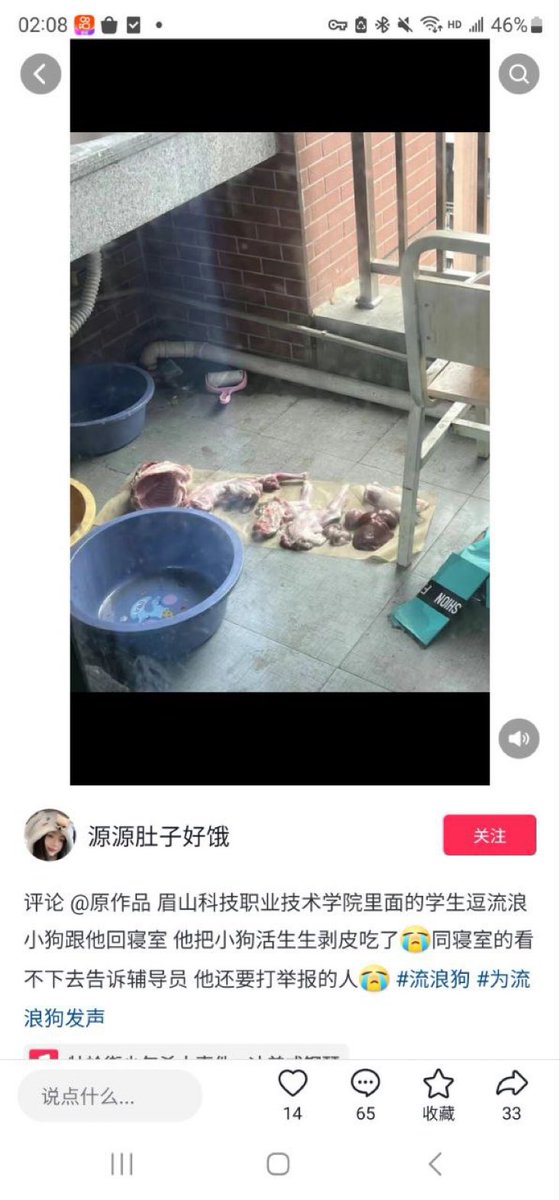 02:08
HD
46%
SHION
F
源源肚子好饿
关注
评论 @原作品 眉山科技职业技术学院里面的学生逗流浪
小狗跟他回寝室 他把小狗活生生剥皮吃了😭同寝室的看
不下去告诉辅导员 他还要打举报的人😭 #流浪狗 #为流
浪狗发声
说点什么...
14
65
收藏
33